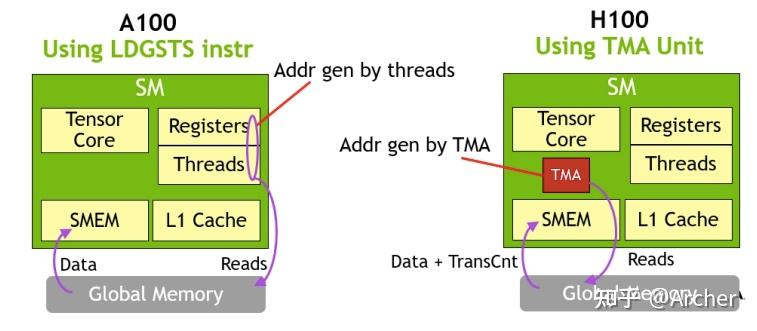 A100
Using LDGSTS instr
Addr gen by threads
SM
Tensor
Core
Registers
Threads
SMEM
L1 Cache
Data
Reads
Global Memory
H100
Using TMA Unit
Addr gen by TMA
SM
Tensor
Core
Registers
Threads
TMA
SMEM
L1 Cache
Data + TransCnt
Reads
Global Memory
知乎 @Archer